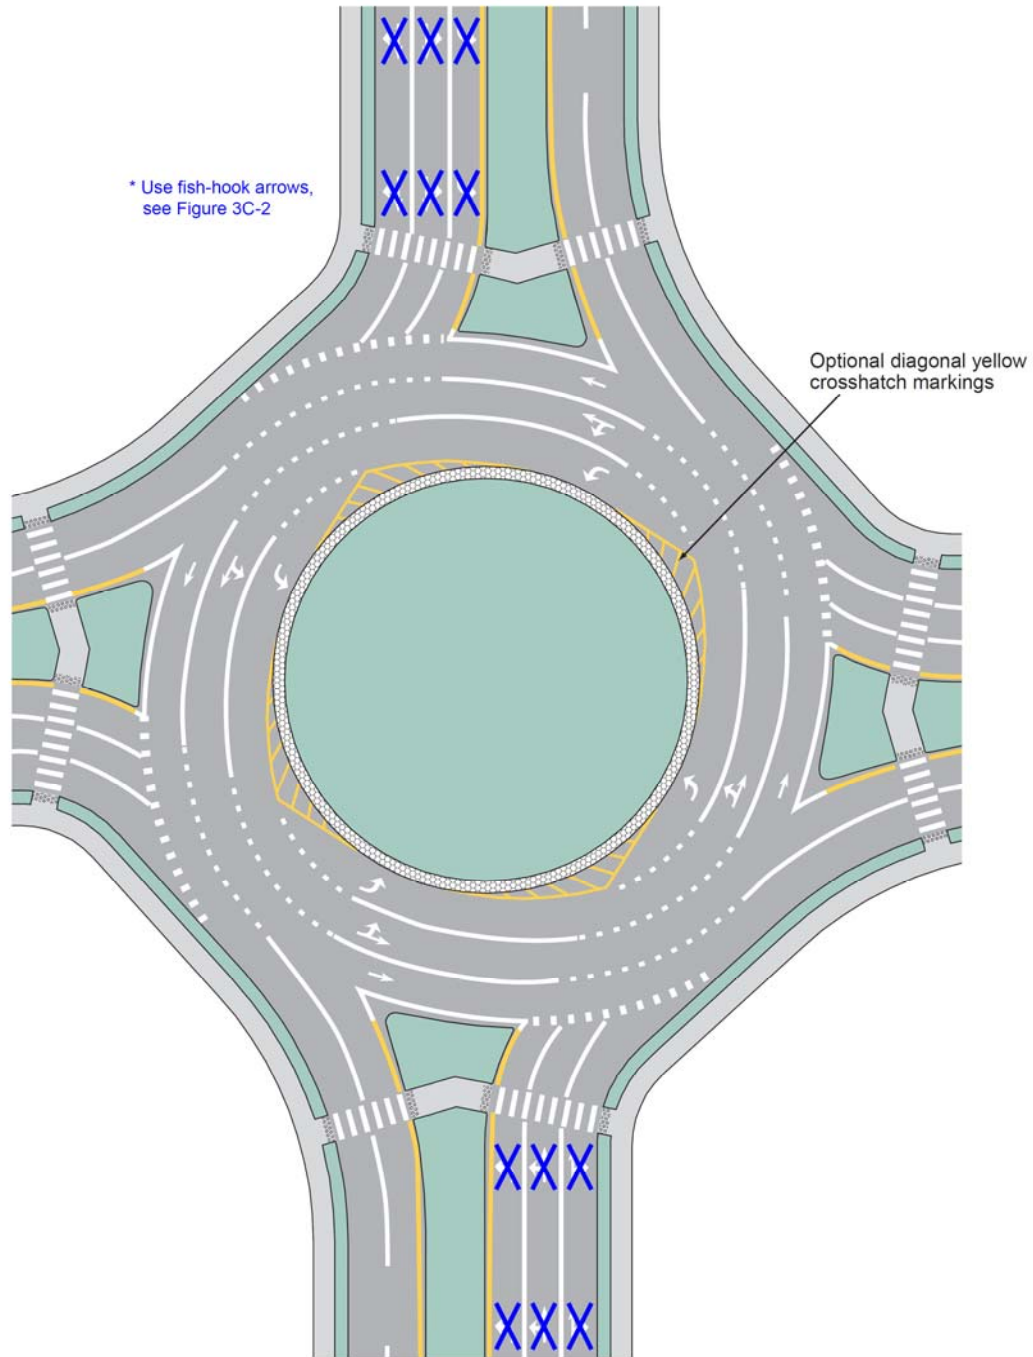 * Use fish-hook arrows,
see Figure 3C-2
Optional diagonal yellow
crosshatch markings